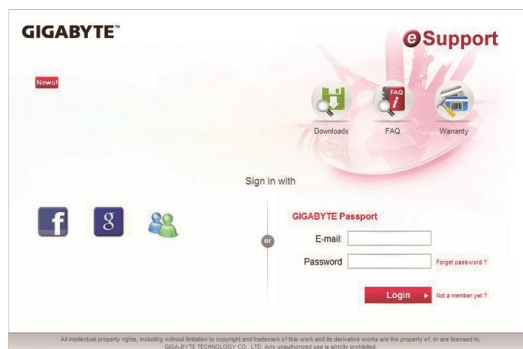 GIGABYTE™
eSupport
News!
FAQ
Downloads
FAQ
Warranty
Sign in with
f
g
or
GIGABYTE Passport
E-mail:
Password
Forget password ?
Login
Not a member yet ?
All intellectual property rights, including without limitation to copyright and trademark of this work and its derivative works are the property of, or are licensed to,
GIGA-BYTE TECHNOLOGY CO., LTD. Any unauthorized use is strictly prohibited.